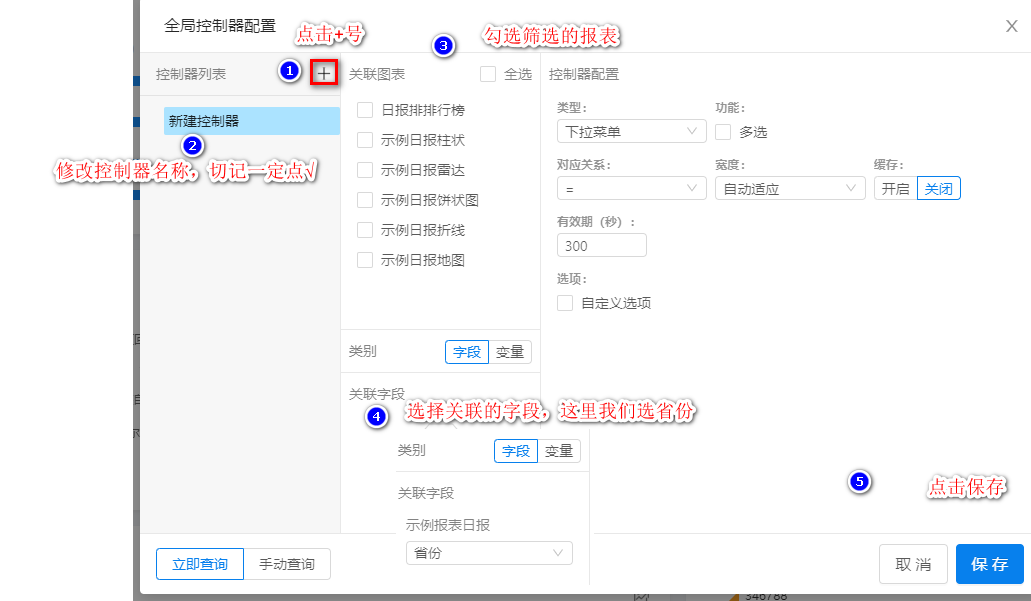 全局控制器配置
点击+号
3
勾选筛选的报表
控制器列表
1
关联图表
全选
控制器配置
新建控制器
2
修改控制器名称，切记一定点√
日报排排行榜
示例日报柱状
示例日报雷达
示例日报饼状图
示例日报折线
示例日报地图
类型:
功能:
下拉菜单
多选
对应关系:
宽度:
缓存:
=
自动适应
开启
关闭
有效期（秒）:
300
选项:
自定义选项
类别
字段
变量
关联字段
4
选择关联的字段，这里我们选省份
类别
字段
变量
关联字段
示例报表日报
省份
5
点击保存
立即查询
手动查询
取 消
保 存
346788